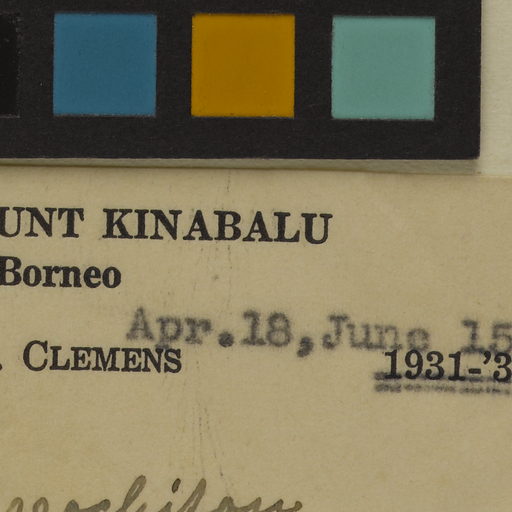 UNT KINABALU
Borneo
Apr.18,June 15
. CLEMENS 1931-'3